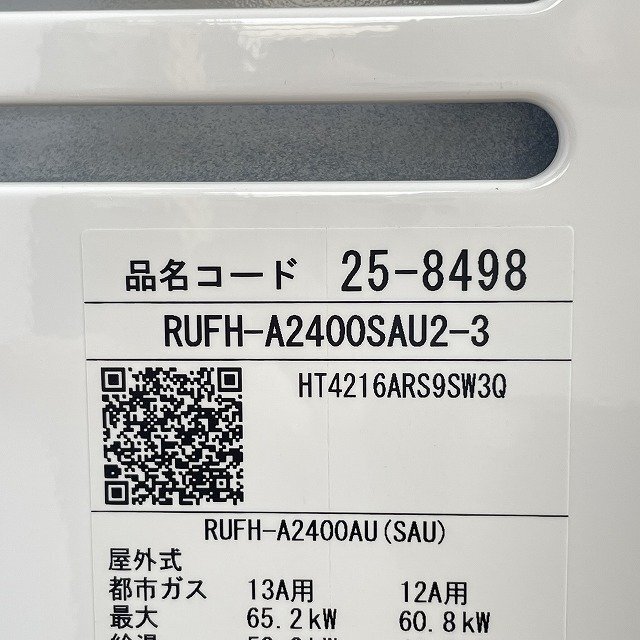 品名コード 25-8498
RUFH-A2400SAU2-3
HT4216ARS9SW3Q
RUFH-A2400AU(SAU)
屋外式
都市ガス 13A用 12A用
最大 65.2kW 60.8kW